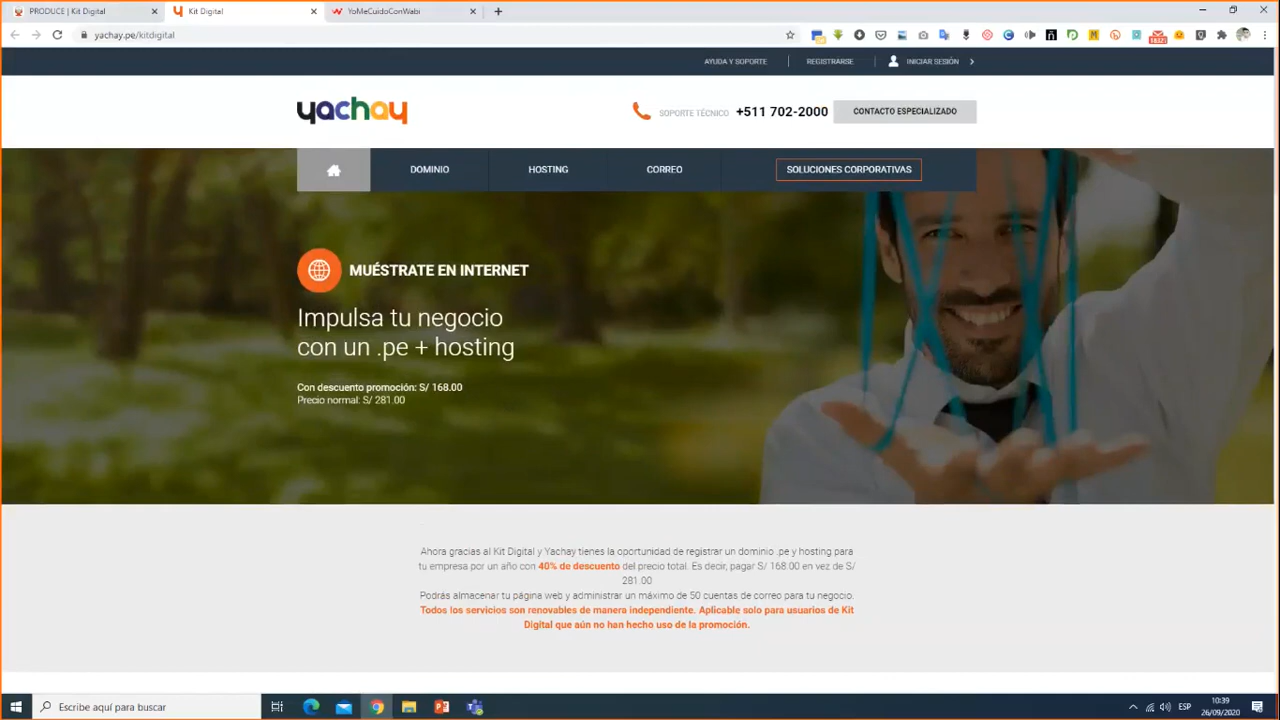 PRODUCE | Kit Digital
Kit Digital
YoMeCuidoConWabi
yachay.pe/kitdigital
AYUDA Y SOPORTE
REGISTRARSE
INICIAR SESIÓN
yachay
SOPORTE TÉCNICO +511 702-2000
CONTACTO ESPECIALIZADO
DOMINIO
HOSTING
CORREO
SOLUCIONES CORPORATIVAS
MUÉSTRATE EN INTERNET
Impulsa tu negocio
con un .pe + hosting
Con descuento promoción: S/ 168.00
Precio normal: S/ 281.00
Ahora gracias al Kit Digital y Yachay tienes la oportunidad de registrar un dominio .pe y hosting para
tu empresa por un año con 40% de descuento del precio total. Es decir, pagar S/ 168.00 en vez de S/
281.00
Podrás almacenar tu página web y administrar un máximo de 50 cuentas de correo para tu negocio.
Todos los servicios son renovables de manera independiente. Aplicable solo para usuarios de Kit
Digital que aún no han hecho uso de la promoción.
Escribe aquí para buscar
ESP
10:39
26/09/2020